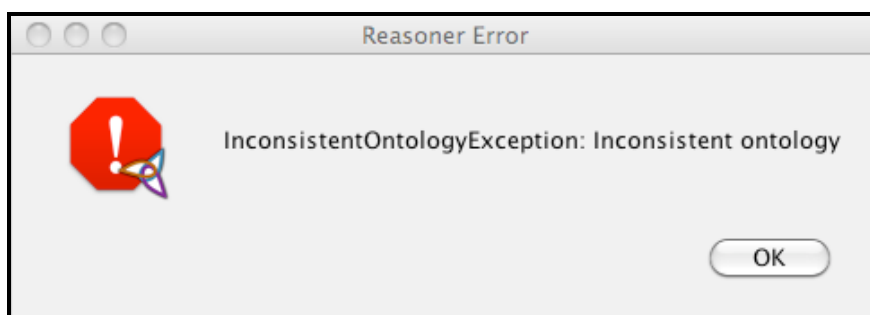 Reasoner Error
InconsistentOntologyException: Inconsistent ontology
OK